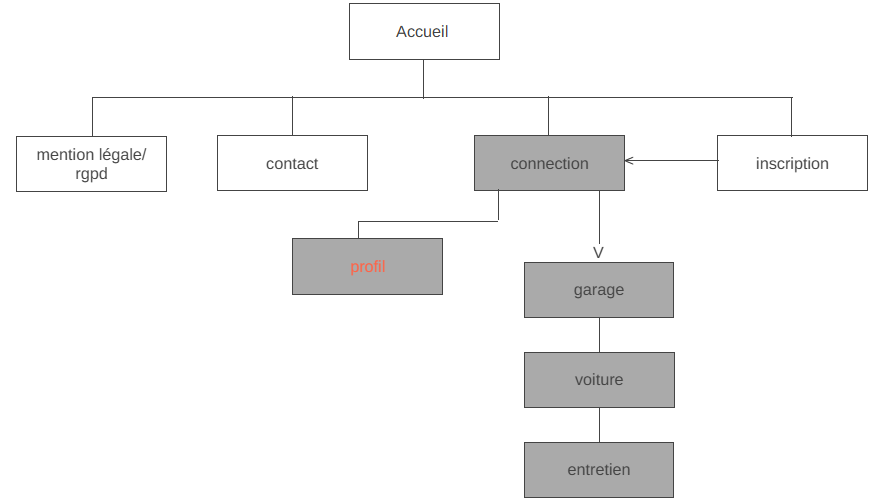 Accueil
mention légale/
rgpd
contact
connection
inscription
profil
V
garage
voiture
entretien